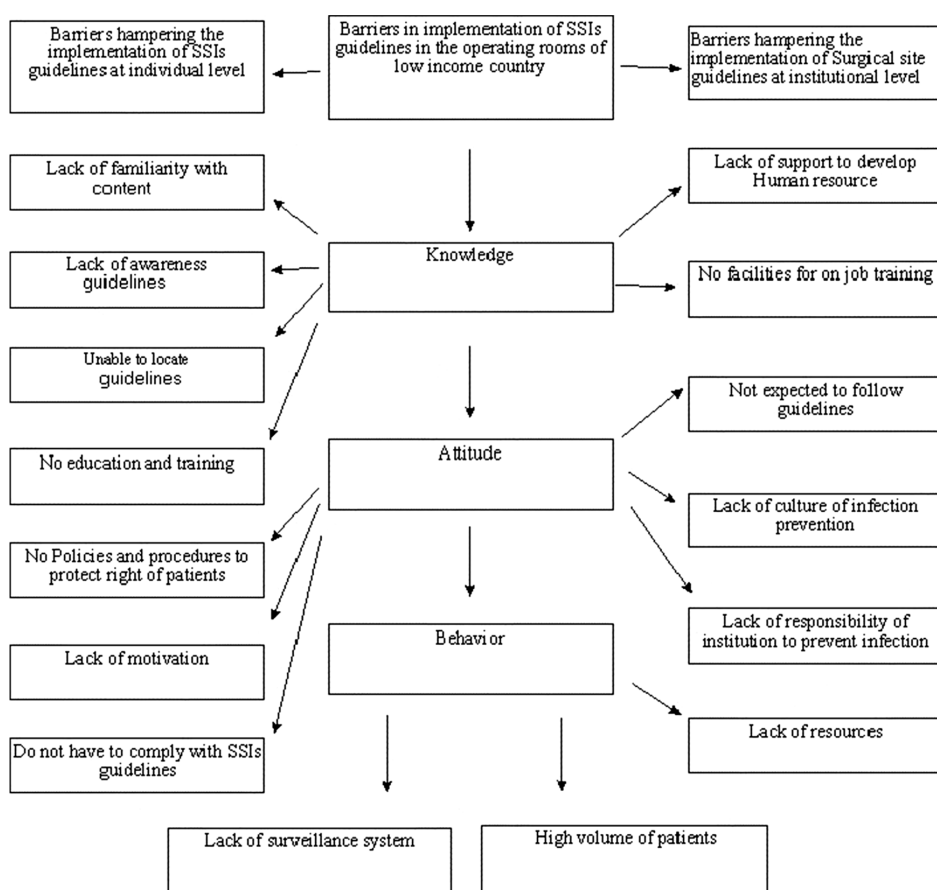 Barriers hampering the
implementation of SSIs
guidelines at individual level
Barriers in implementation of SSIs
guidelines in the operating rooms of
low income country
Barriers hampering the
implementation of Surgical site
guidelines at institutional level
Lack of familiarity with
content
Lack of support to develop
Human resource
Knowledge
Lack of awareness
guidelines
No facilities for on job training
Unable to locate
guidelines
Not expected to follow
guidelines
No education and training
Attitude
Lack of culture of infection
prevention
No Policies and procedures to
protect right of patients
Behavior
Lack of responsibility of
institution to prevent infection
Lack of motivation
Lack of resources
Do not have to comply with SSIs
guidelines
Lack of surveillance system
High volume of patients